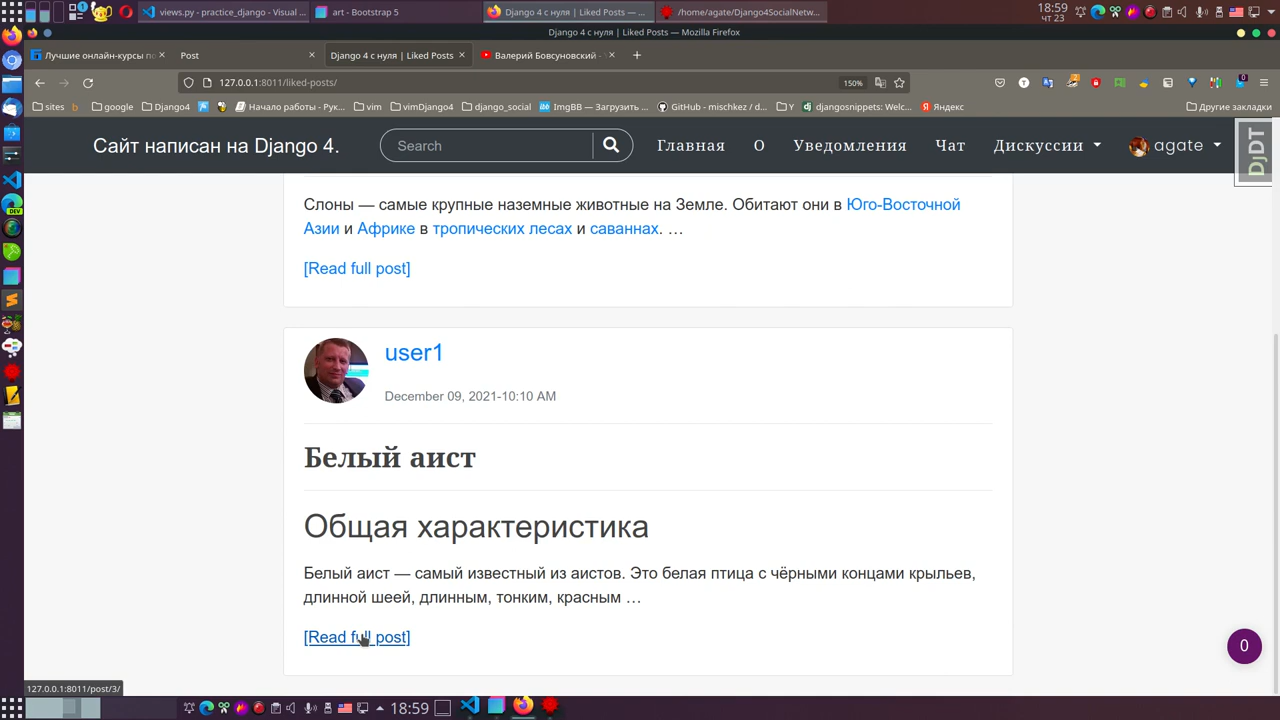 views.py - practice_django - Visual ...
art - Bootstrap 5
Django 4 с нуля | Liked Posts — ...
/home/agate/Django4SocialNetw...
18:59
чт 23
Django 4 с нуля | Liked Posts — Mozilla Firefox
Лучшие онлайн-курсы по
Post
Django 4 с нуля | Liked Posts
Валерий Бовсуновский -
127.0.0.1:8011/liked-posts/
150%
sites
b
google
Django4
Начало работы - Рук...
vim
vimDjango4
django_social
ImgBB — Загрузить ...
GitHub - mischkez / d...
Y
djangosnippets: Welc...
Яндекс
Другие закладки
Сайт написан на Django 4.
Search
Главная
О
Уведомления
Чат
Дискуссии
agate
DjDT
Слоны — самые крупные наземные животные на Земле. Обитают они в Юго-Восточной
Азии и Африке в тропических лесах и саваннах. …
[Read full post]
user1
December 09, 2021-10:10 AM
Белый аист
Общая характеристика
Белый аист — самый известный из аистов. Это белая птица с чёрными концами крыльев,
длинной шеей, длинным, тонким, красным …
[Read full post]
0
127.0.0.1:8011/post/3/
18:59